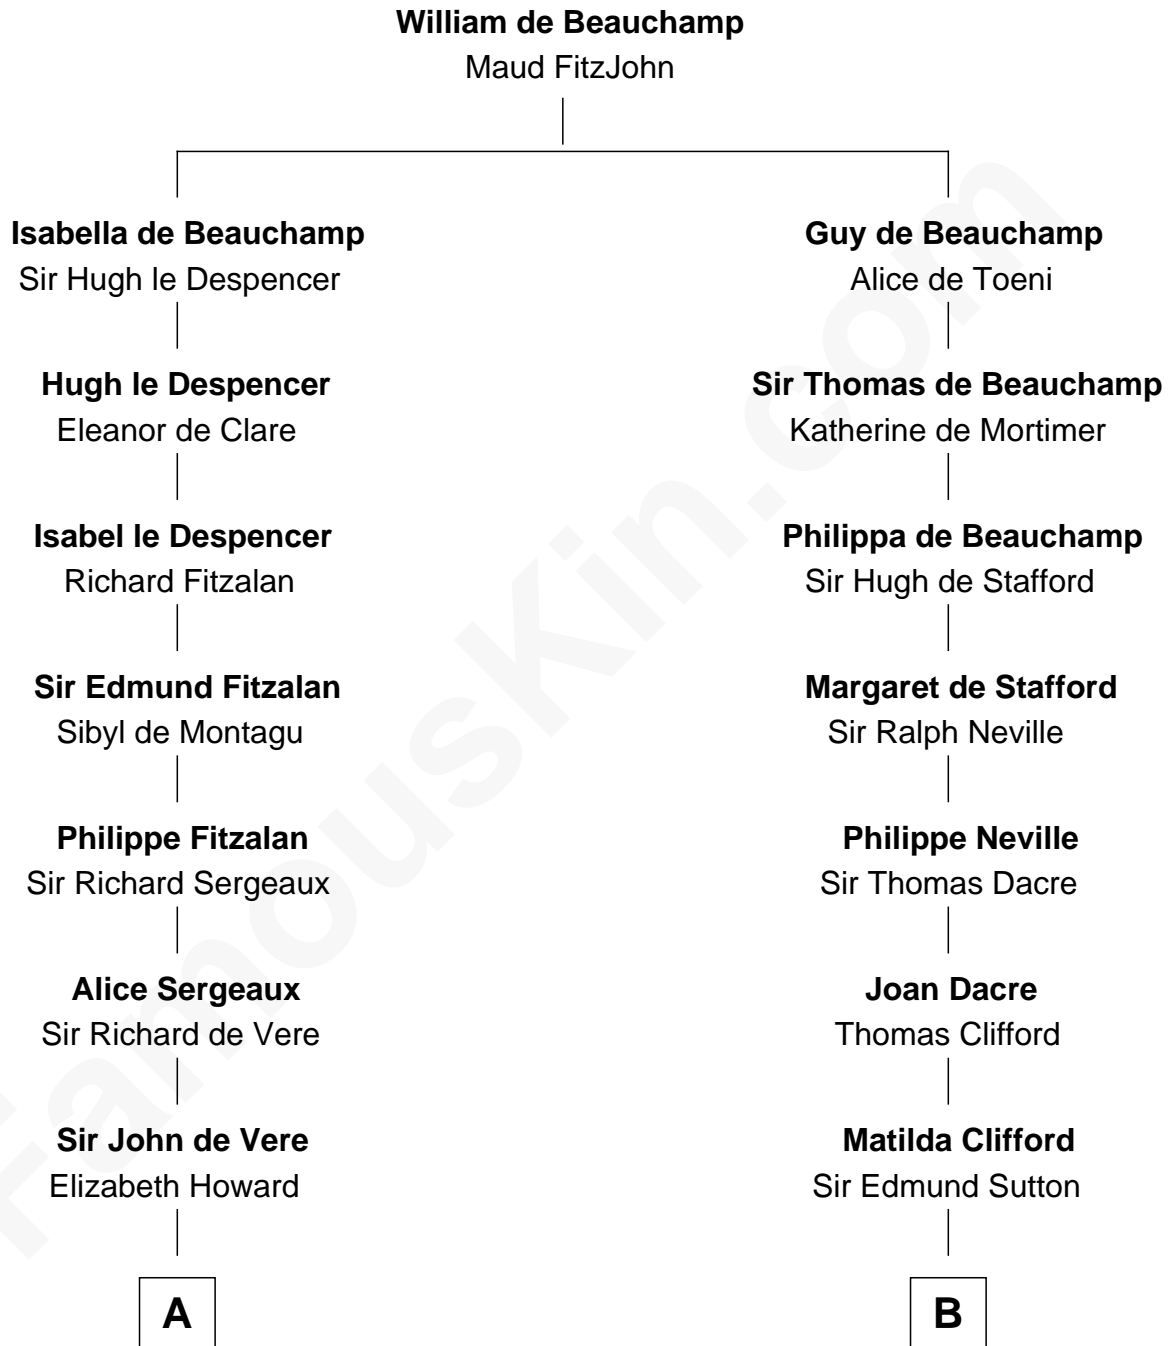 William de Beauchamp
Maud FitzJohn
Isabella de Beauchamp
Sir Hugh le Despencer
Guy de Beauchamp
Alice de Toeni
Hugh le Despencer
Eleanor de Clare
Sir Thomas de Beauchamp
Katherine de Mortimer
Isabel le Despencer
Richard Fitzalan
Philippa de Beauchamp
Sir Hugh de Stafford
Sir Edmund Fitzalan
Sibyl de Montagu
Margaret de Stafford
Sir Ralph Neville
Philippe Fitzalan
Sir Richard Sergeaux
Philippe Neville
Sir Thomas Dacre
Alice Sergeaux
Sir Richard de Vere
Joan Dacre
Thomas Clifford
Sir John de Vere
Elizabeth Howard
Matilda Clifford
Sir Edmund Sutton
A
B
FamousKin.com